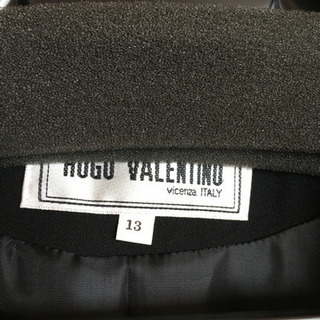 HUGO VALENTINO
Vicenza ITALY
13